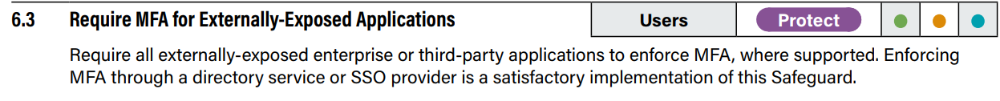 6.3 Require MFA for Externally-Exposed Applications Users Protect
Require all externally-exposed enterprise or third-party applications to enforce MFA, where supported. Enforcing
MFA through a directory service or SSO provider is a satisfactory implementation of this Safeguard.